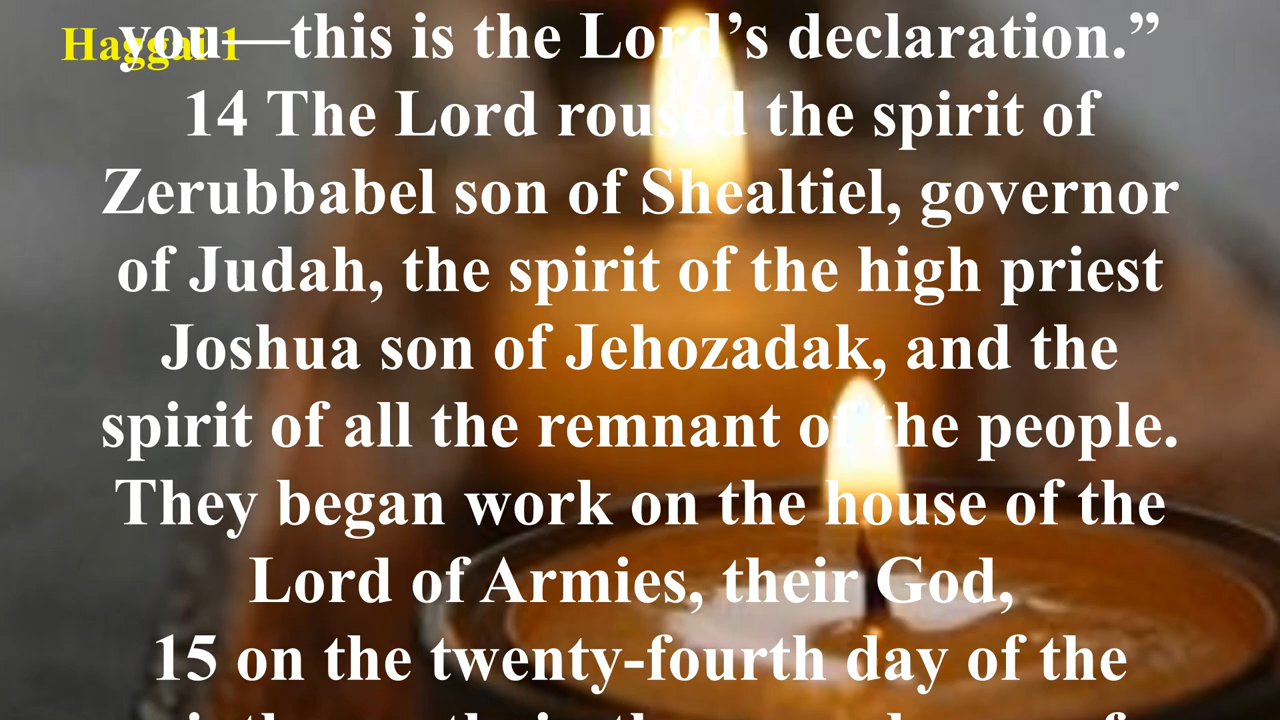 Haggai 1
you—this is the Lord’s declaration.”
14 The Lord roused the spirit of
Zerubbabel son of Shealtiel, governor
of Judah, the spirit of the high priest
Joshua son of Jehozadak, and the
spirit of all the remnant of the people.
They began work on the house of the
Lord of Armies, their God,
15 on the twenty-fourth day of the